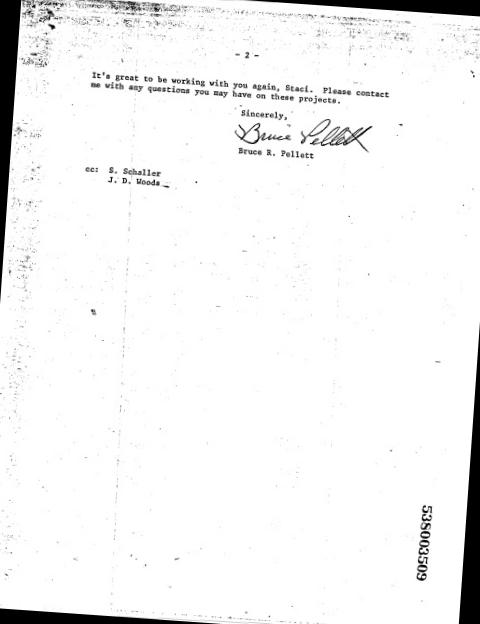 - 2 -
It's great to be working with you again, Staci. Please contact
me with any questions you may have on these projects.
Sincerely,
Bruce Pellett
Bruce R. Pellett
cc: S. Schaller
J. D. Woods
538003509